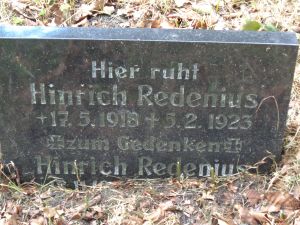 Hier ruht
Hinrich Redenius
+ 17.5.1918 + 5.2.1923
zum Gedenken
Hinrich Redenius